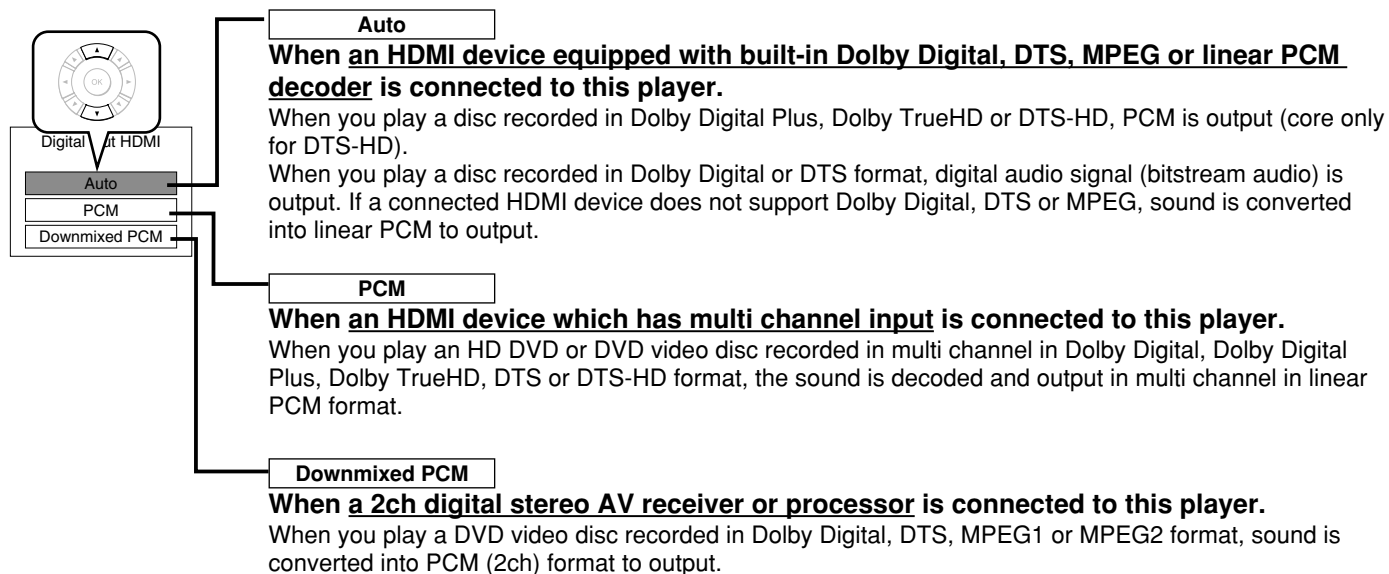 Auto
When an HDMI device equipped with built-in Dolby Digital, DTS, MPEG or linear PCM
decoder is connected to this player.
When you play a disc recorded in Dolby Digital Plus, Dolby TrueHD or DTS-HD, PCM is output (core only
for DTS-HD).
When you play a disc recorded in Dolby Digital or DTS format, digital audio signal (bitstream audio) is
output. If a connected HDMI device does not support Dolby Digital, DTS or MPEG, sound is converted
into linear PCM to output.
OK
Digital ut HDMI
Auto
PCM
Downmixed PCM
PCM
When an HDMI device which has multi channel input is connected to this player.
When you play an HD DVD or DVD video disc recorded in multi channel in Dolby Digital, Dolby Digital
Plus, Dolby TrueHD, DTS or DTS-HD format, the sound is decoded and output in multi channel in linear
PCM format.
Downmixed PCM
When a 2ch digital stereo AV receiver or processor is connected to this player.
When you play a DVD video disc recorded in Dolby Digital, DTS, MPEG1 or MPEG2 format, sound is
converted into PCM (2ch) format to output.